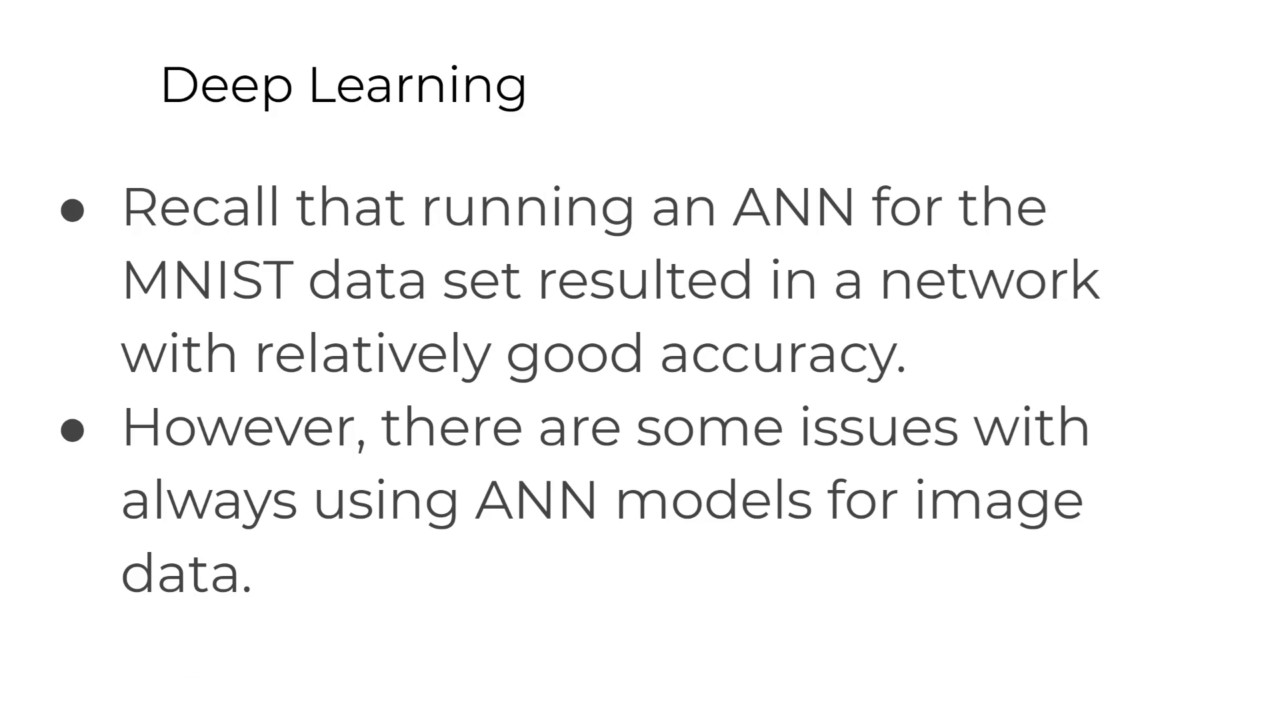 Deep Learning
● Recall that running an ANN for the
MNIST data set resulted in a network
with relatively good accuracy.
● However, there are some issues with
always using ANN models for image
data.